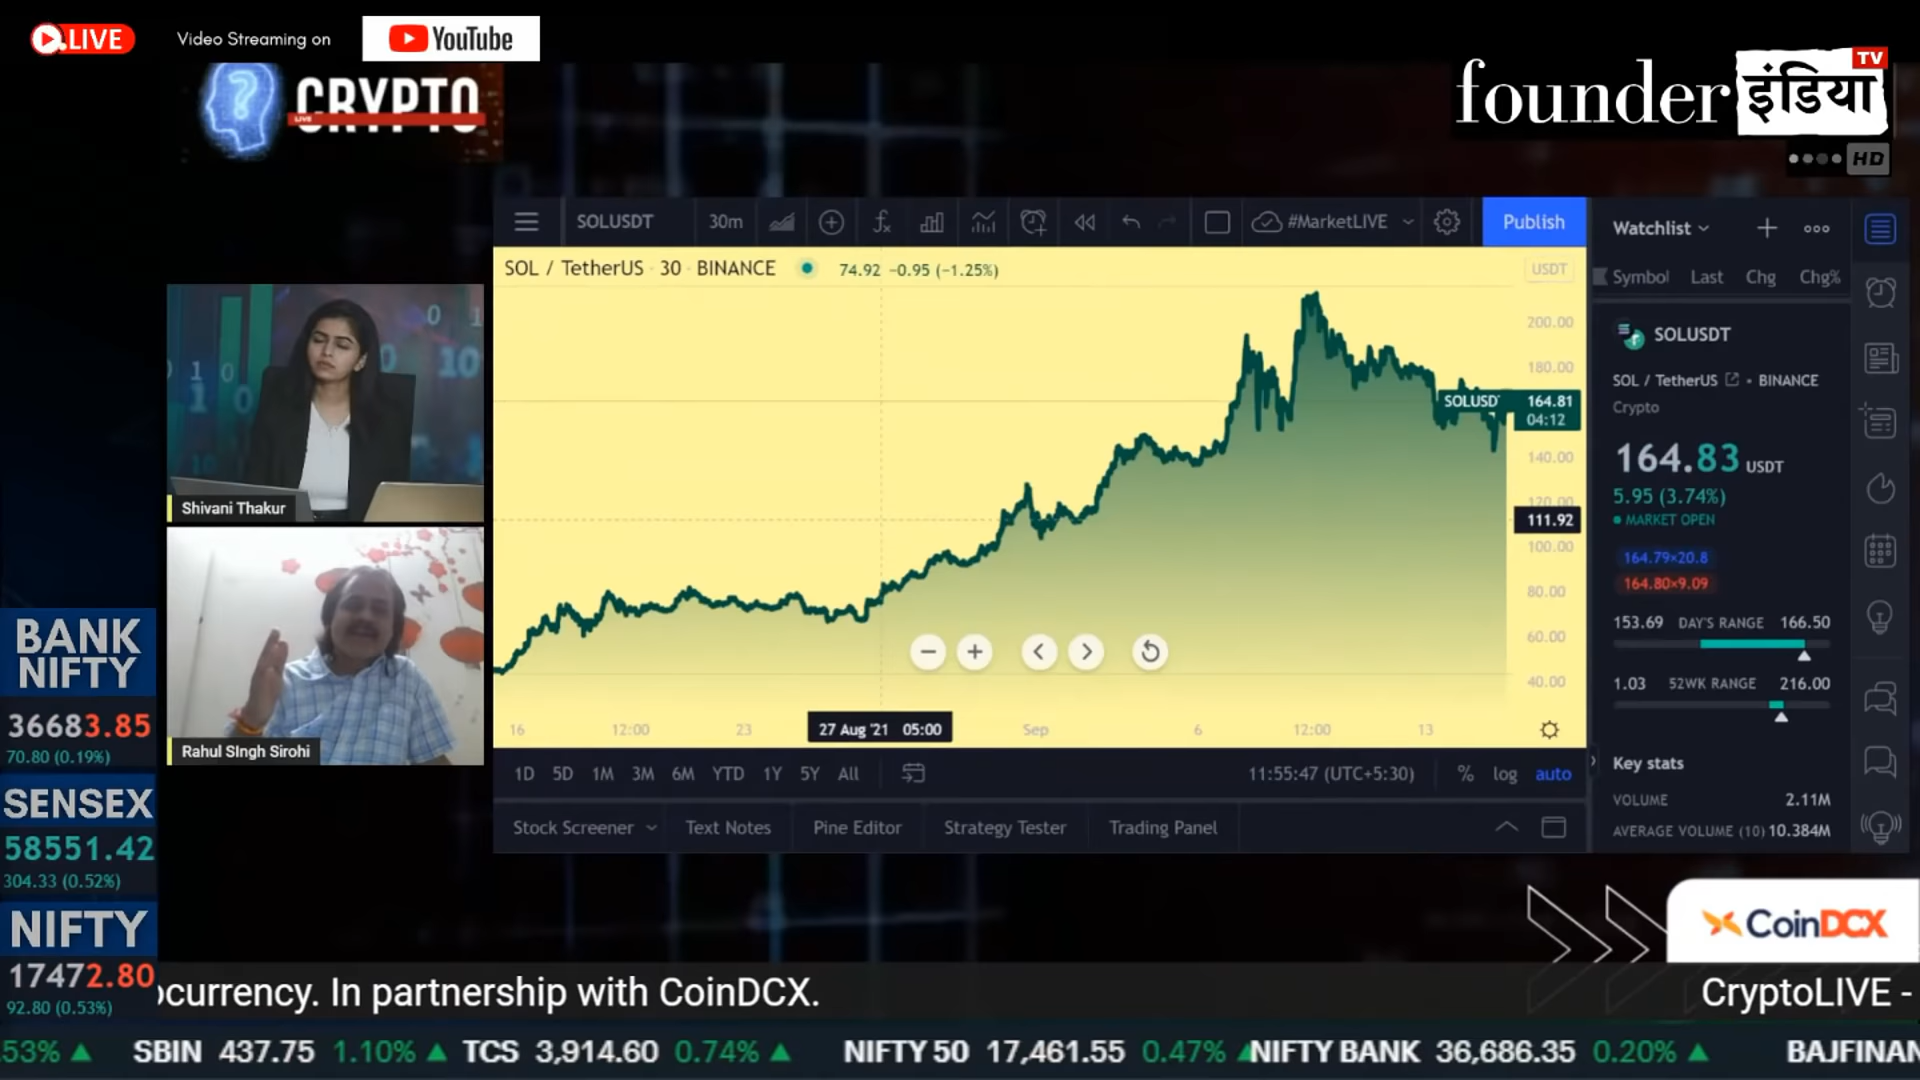 LIVE
Video Streaming on
YouTube
CRYPTO
LIVE
founder इंडिया
TV
HD
SOLUSDT
30m
#MarketLIVE
Publish
SOL / TetherUS · 30 · BINANCE
74.92 −0.95 (−1.25%)
USDT
200.00
180.00
SOLUSD
164.81
04:12
140.00
120.00
111.92
100.00
80.00
60.00
40.00
16
12:00
23
27 Aug '21 05:00
Sep
6
12:00
13
1D 5D 1M 3M 6M YTD 1Y 5Y All
11:55:47 (UTC+5:30)
% log auto
Stock Screener
Text Notes
Pine Editor
Strategy Tester
Trading Panel
Watchlist
Symbol Last Chg Chg%
SOLUSDT
SOL / TetherUS • BINANCE
Crypto
164.83 USDT
5.95 (3.74%)
MARKET OPEN
164.79×20.8
164.80×9.09
153.69 DAY'S RANGE 166.50
1.03 52WK RANGE 216.00
Key stats
VOLUME 2.11M
AVERAGE VOLUME (10) 10.384M
Shivani Thakur
Rahul SIngh Sirohi
BANK
NIFTY
36683.85
70.80 (0.19%)
SENSEX
58551.42
304.33 (0.52%)
NIFTY
17472.80
92.80 (0.53%)
CoinDCX
ocurrency. In partnership with CoinDCX.
CryptoLIVE -
.53% ▲ SBIN 437.75 1.10% ▲ TCS 3,914.60 0.74% ▲ NIFTY 50 17,461.55 0.47% ▲ NIFTY BANK 36,686.35 0.20% ▲ BAJFINAN